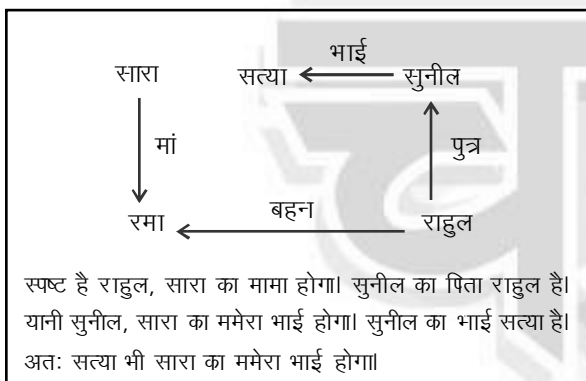 भाई
सारा सत्या सुनील
मां पुत्र
बहन
रमा राहुल
स्पष्ट है राहुल, सारा का मामा होगा। सुनील का पिता राहुल है।
यानी सुनील, सारा का ममेरा भाई होगा। सुनील का भाई सत्या है।
अतः सत्या भी सारा का ममेरा भाई होगा।